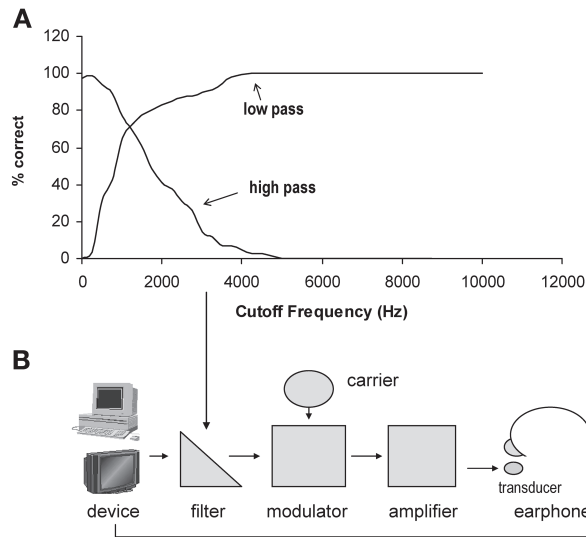 A
120
100
80
60
40
20
0
% correct
low pass
high pass
0 2000 4000 6000 8000 10000 12000
Cutoff Frequency (Hz)
B
carrier
transducer
device filter modulator amplifier earphone